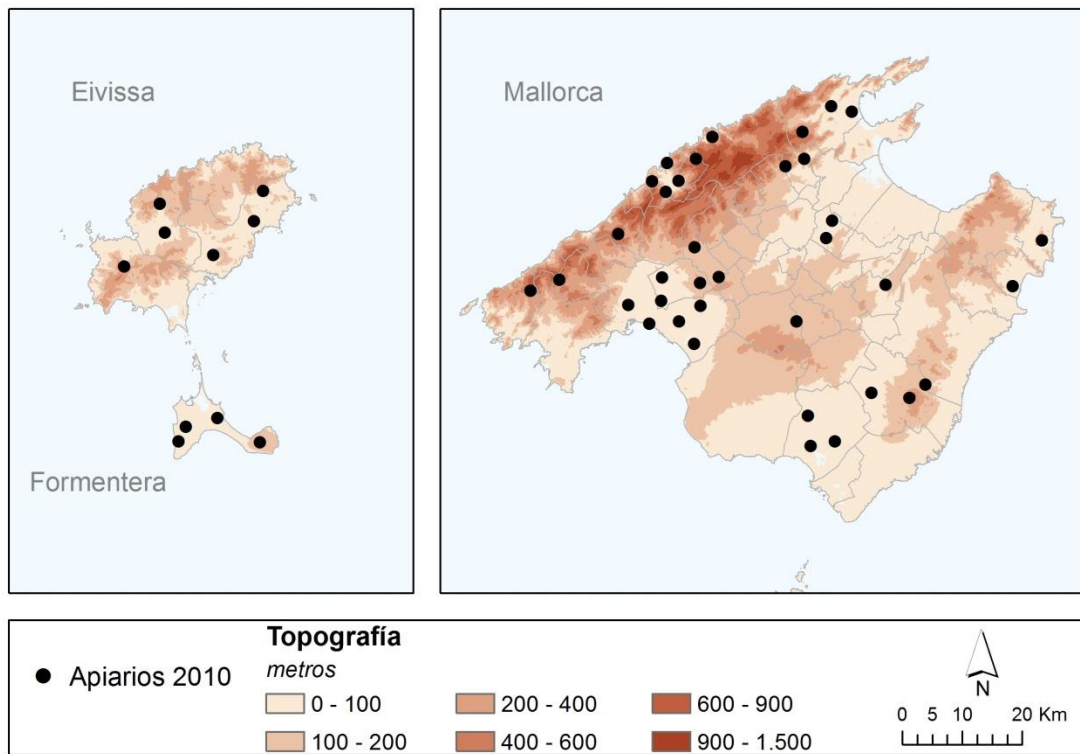 Eivissa
Mallorca
Formentera
Topografía
metros
Apiarios 2010
0 - 100
200 - 400
600 - 900
100 - 200
400 - 600
900 - 1.500
N
0 5 10 20 Km